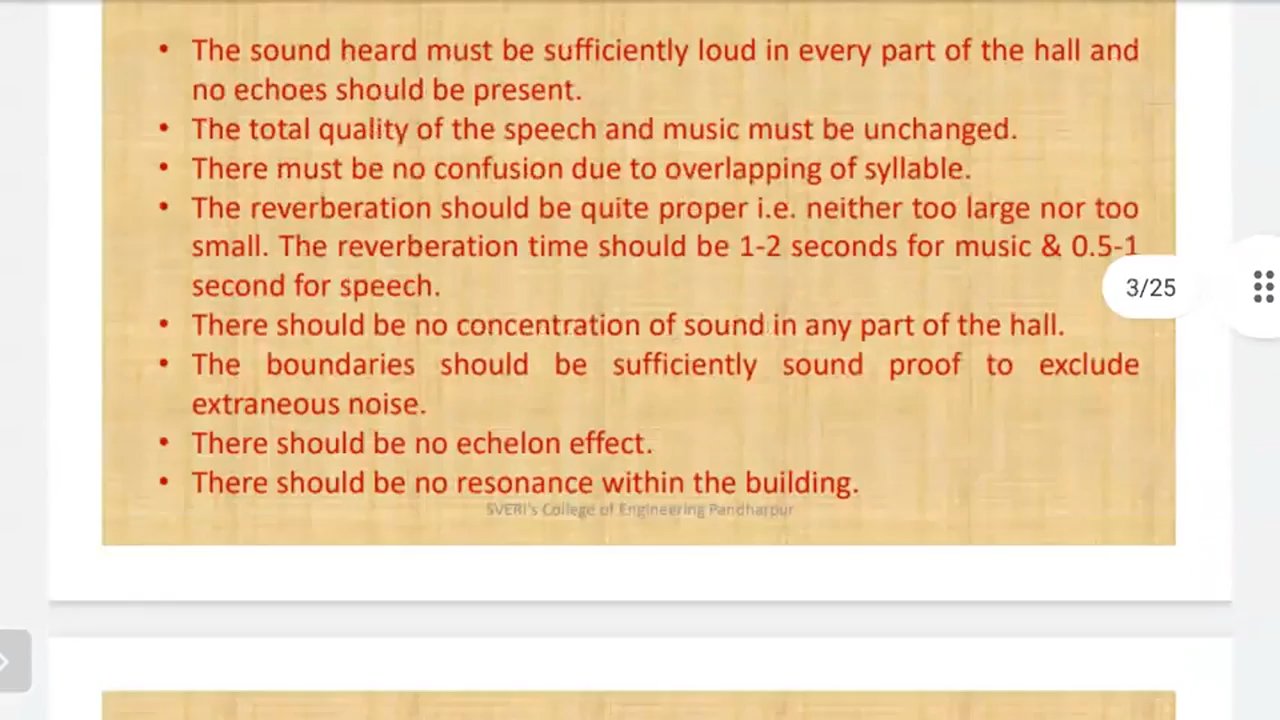 • The sound heard must be sufficiently loud in every part of the hall and
no echoes should be present.
• The total quality of the speech and music must be unchanged.
• There must be no confusion due to overlapping of syllable.
• The reverberation should be quite proper i.e. neither too large nor too
small. The reverberation time should be 1-2 seconds for music & 0.5-1
second for speech.
3/25
• There should be no concentration of sound in any part of the hall.
• The boundaries should be sufficiently sound proof to exclude
extraneous noise.
• There should be no echelon effect.
• There should be no resonance within the building.
SVERI's College of Engineering Pandharpur